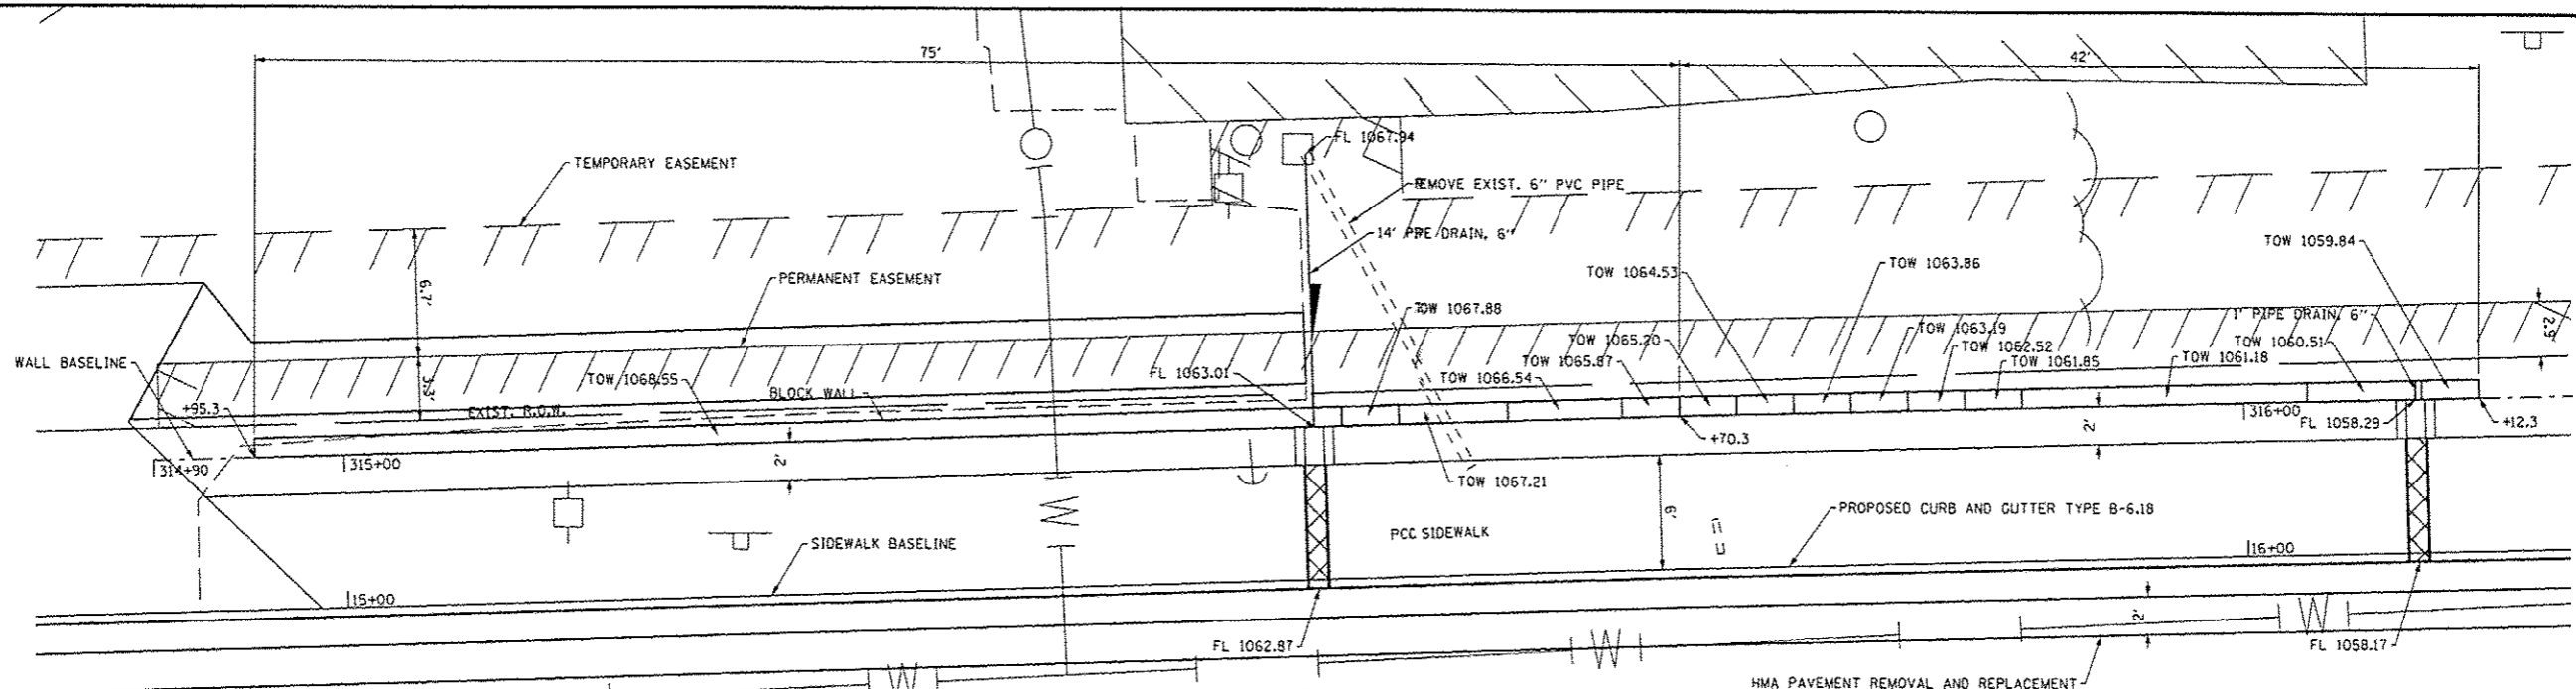 75'
42'
FL 1067.94
TEMPORARY EASEMENT
REMOVE EXIST. 6" PVC PIPE
14' PIPE DRAIN, 6"
TOW 1059.84
TOW 1064.53
TOW 1063.86
PERMANENT EASEMENT
6.7'
TOW 1067.88
TOW 1063.19
1' PIPE DRAIN, 6"
2.9'
WALL BASELINE
TOW 1065.20
TOW 1062.52
TOW 1060.51
TOW 1065.87
TOW 1061.85
TOW 1061.18
FL 1063.01
TOW 1068.55
TOW 1066.54
3.3'
BLOCK WALL
+95.3
EXIST. R.O.W.
316+00
FL 1058.29
+12.3
+70.3
2'
314+90
315+00
2'
TOW 1067.21
6'
PROPOSED CURB AND GUTTER TYPE B-6.18
PCC SIDEWALK
SIDEWALK BASELINE
W
16+00
15+00
2'
W
FL 1062.87
W
FL 1058.17
W
HMA PAVEMENT REMOVAL AND REPLACEMENT